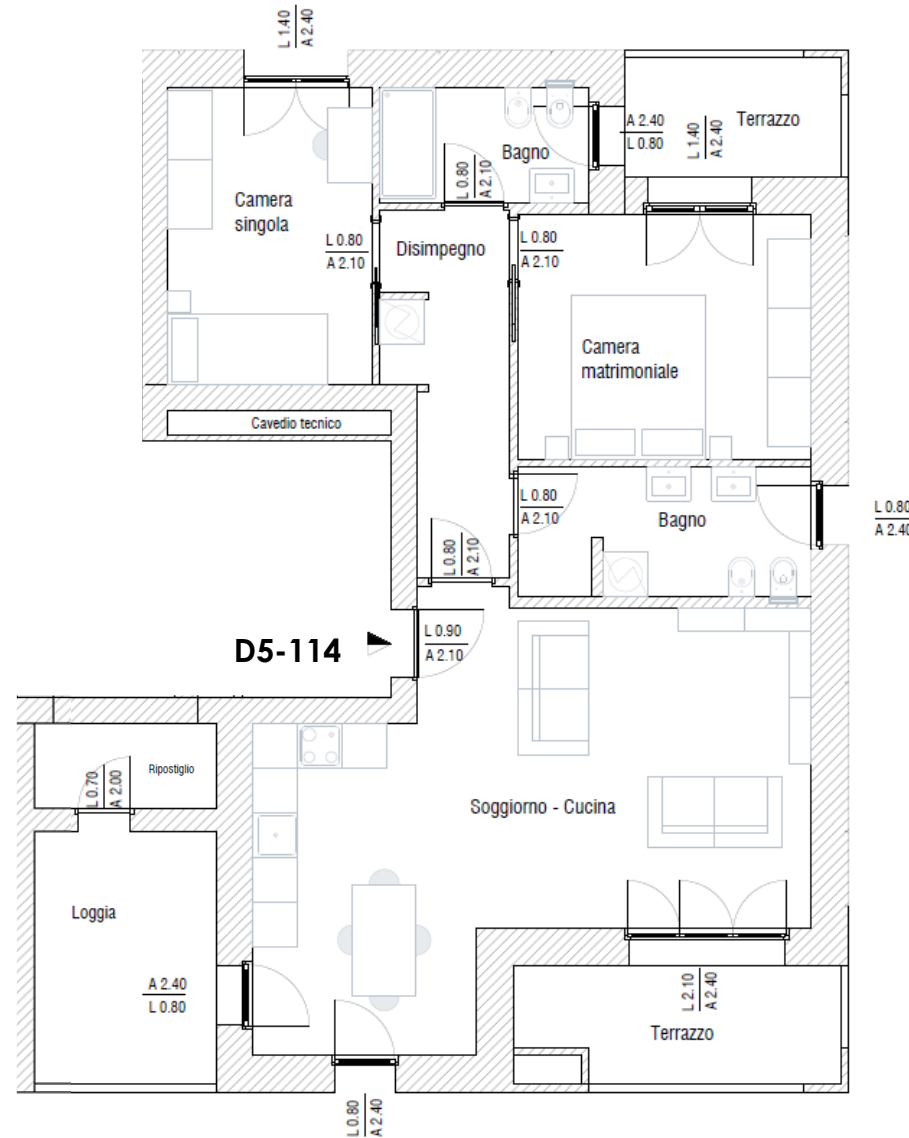 L 1.40
A 2.40
Terrazzo
A 2.40
L 0.80
L 1.40
A 2.40
Bagno
L 0.80
A 2.10
Camera
singola
L 0.80
A 2.10
Disimpegno
L 0.80
A 2.10
Camera
matrimoniale
Cavedio tecnico
L 0.80
A 2.10
Bagno
L 0.80
A 2.40
L 0.80
A 2.10
D5-114
L 0.90
A 2.10
Ripostiglio
L 0.70
A 2.00
Soggiorno - Cucina
Loggia
A 2.40
L 0.80
L 2.10
A 2.40
Terrazzo
L 0.80
A 2.40